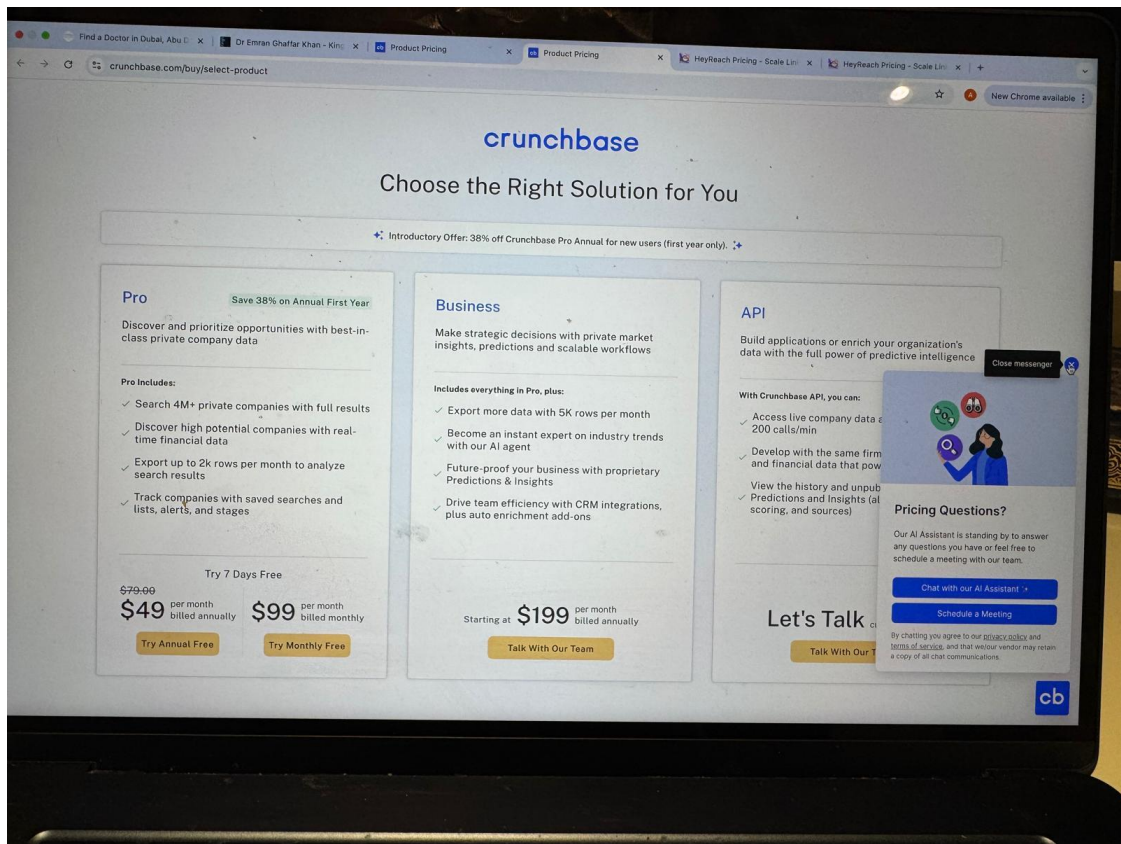 Find a Doctor in Dubai, Abu D
Dr Emran Ghaffar Khan - King
Product Pricing
Product Pricing
HeyReach Pricing - Scale Lin
HeyReach Pricing - Scale Lin
crunchbase.com/buy/select-product
A
New Chrome available
crunchbase
Choose the Right Solution for You
Introductory Offer: 38% off Crunchbase Pro Annual for new users (first year only).
Pro
Save 38% on Annual First Year
Discover and prioritize opportunities with best-in-
class private company data
Pro Includes:
Search 4M+ private companies with full results
Discover high potential companies with real-
time financial data
Export up to 2k rows per month to analyze
search results
Track companies with saved searches and
lists, alerts, and stages
Try 7 Days Free
$79.00
$49 per month
billed annually
$99 per month
billed monthly
Try Annual Free
Try Monthly Free
Business
Make strategic decisions with private market
insights, predictions and scalable workflows
Includes everything in Pro, plus:
Export more data with 5K rows per month
Become an instant expert on industry trends
with our AI agent
Future-proof your business with proprietary
Predictions & Insights
Drive team efficiency with CRM integrations,
plus auto enrichment add-ons
Starting at $199 per month
billed annually
Talk With Our Team
API
Build applications or enrich your organization's
data with the full power of predictive intelligence
With Crunchbase API, you can:
Access live company data a
200 calls/min
Develop with the same firm
and financial data that pow
View the history and unpub
Predictions and Insights (al
scoring, and sources)
Let's Talk
Talk With Our T
Close messenger
Pricing Questions?
Our AI Assistant is standing by to answer
any questions you have or feel free to
schedule a meeting with our team.
Chat with our AI Assistant
Schedule a Meeting
By chatting you agree to our privacy policy and
terms of service, and that we/our vendor may retain
a copy of all chat communications.
cb